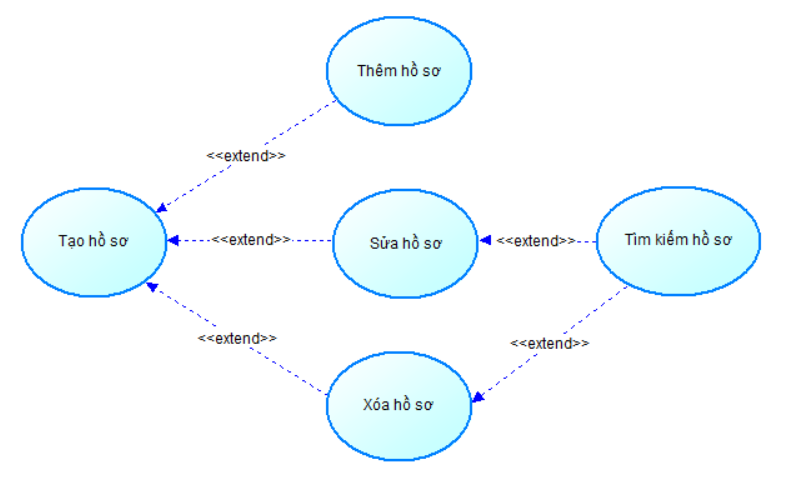 Thêm hồ sơ
<<extend>>
Tạo hồ sơ
<<extend>>
Sửa hồ sơ
<<extend>>
Tìm kiếm hồ sơ
<<extend>>
<<extend>>
Xóa hồ sơ